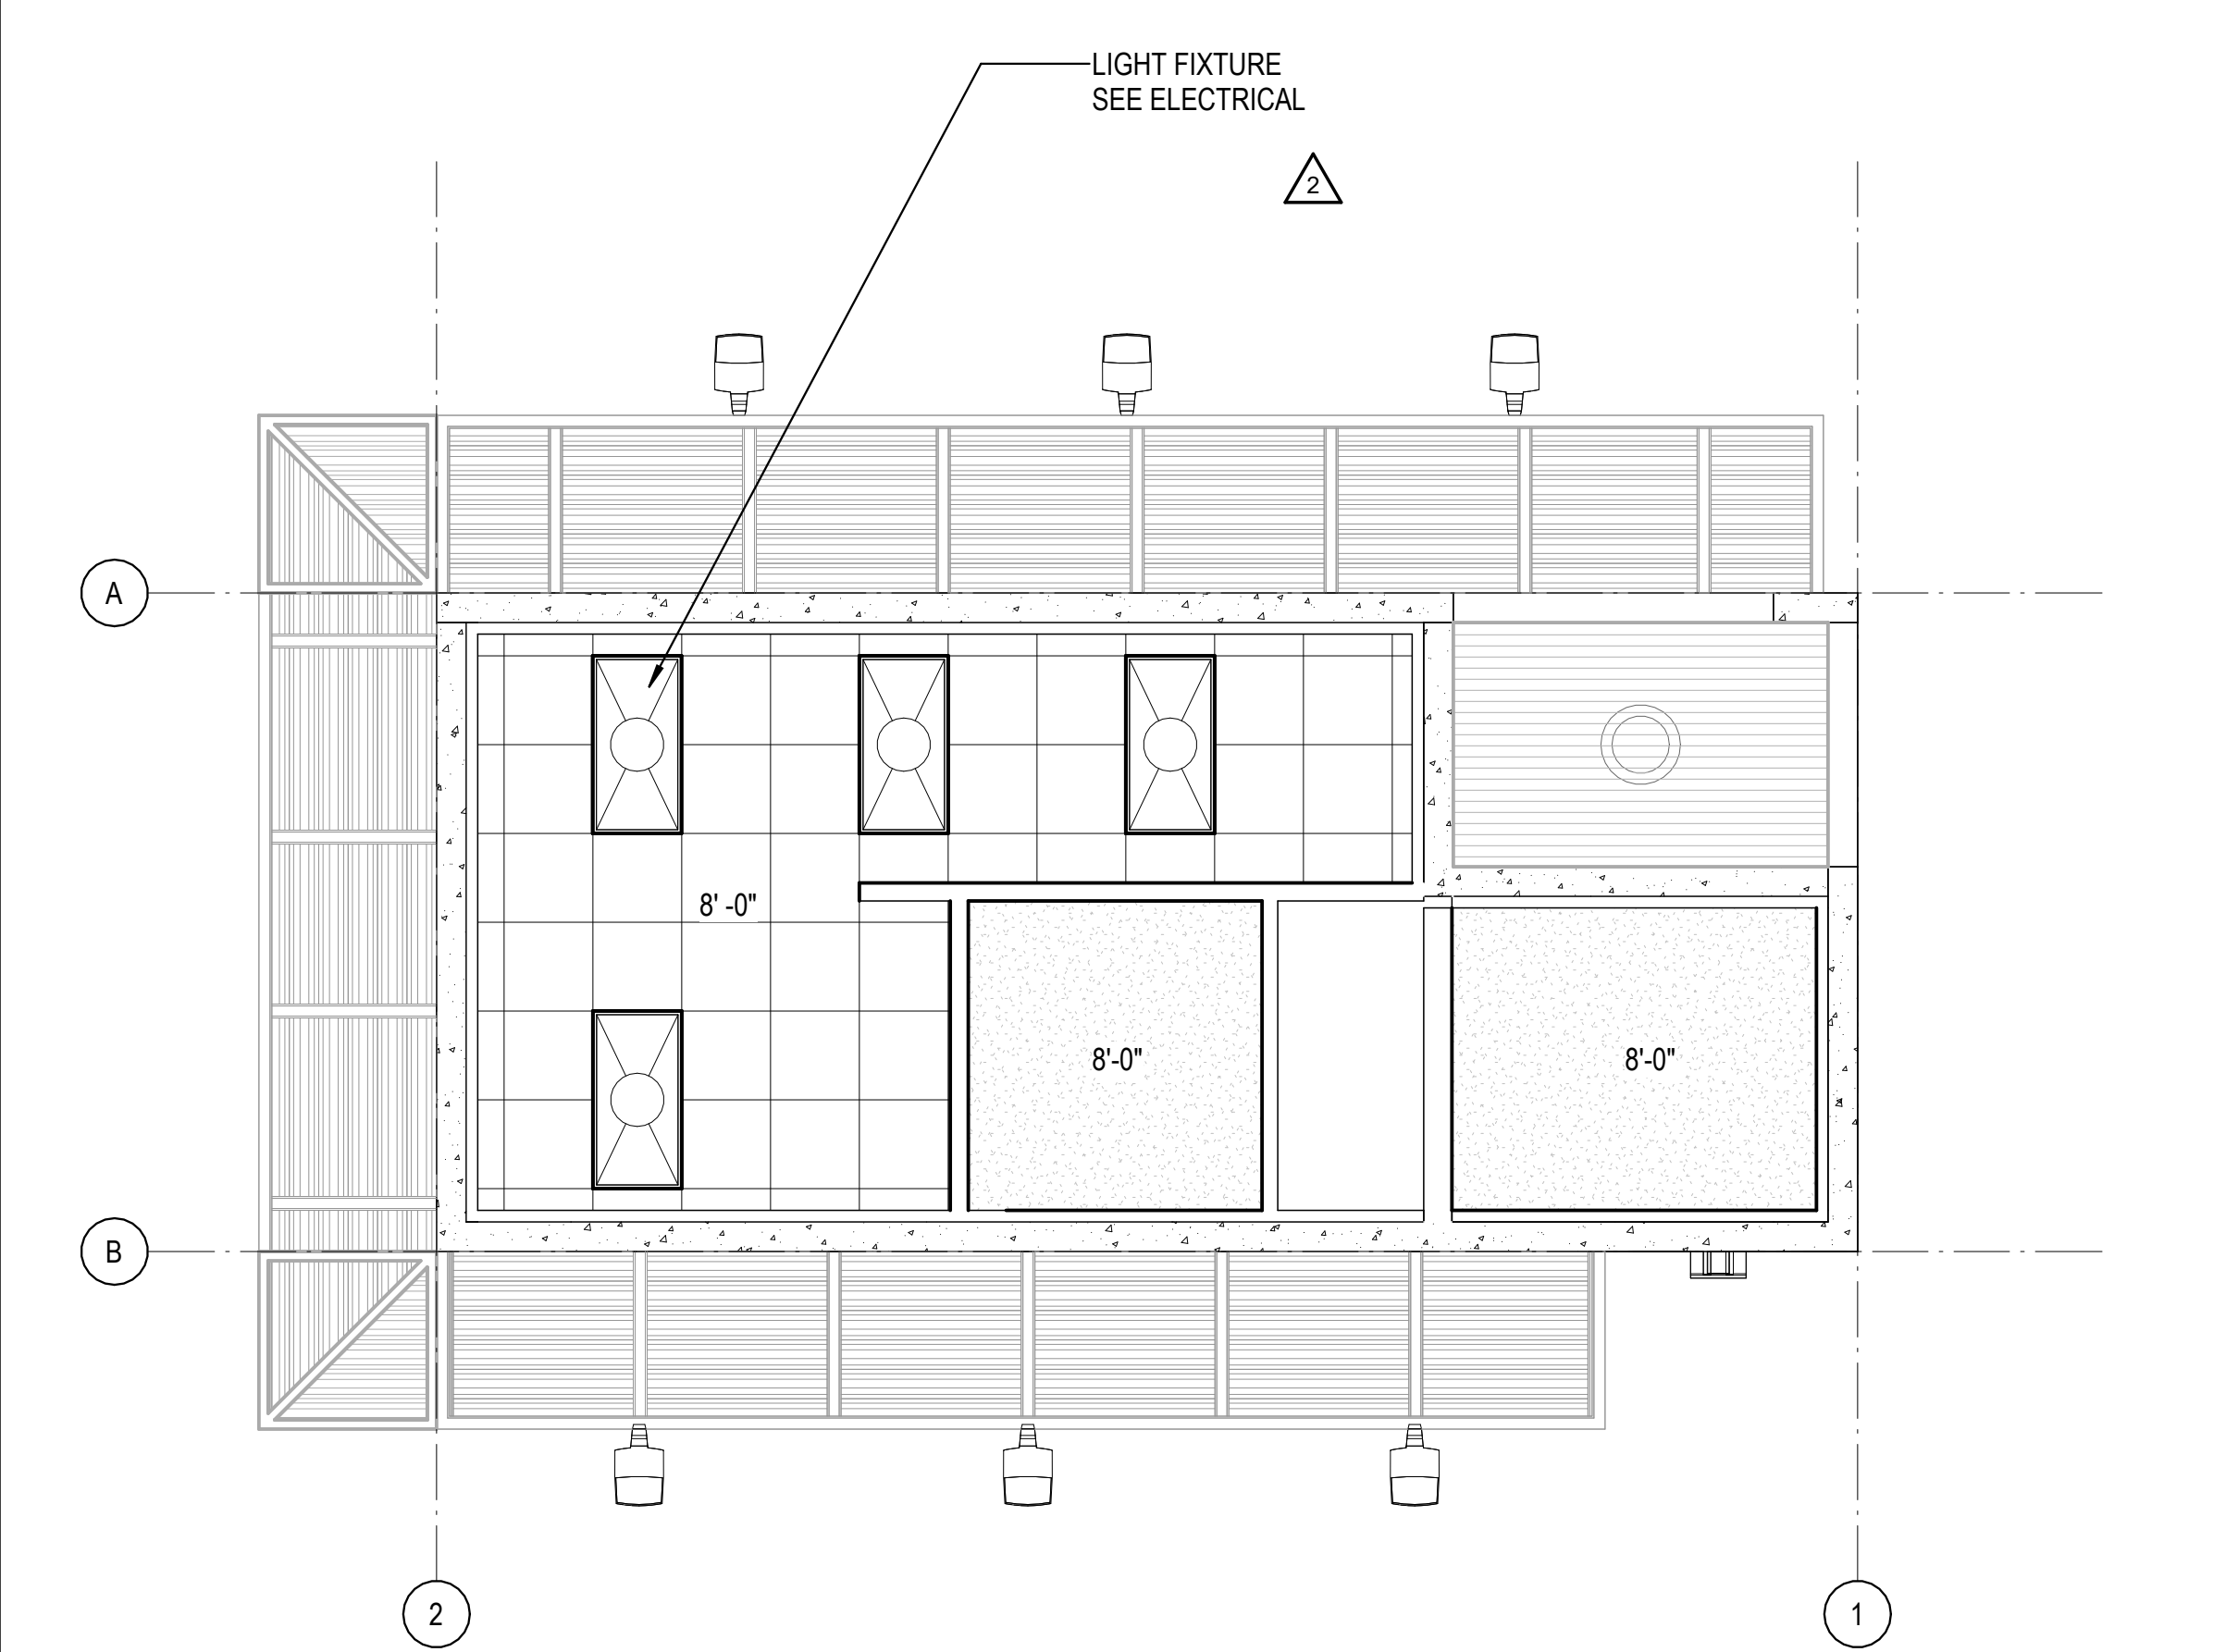 LIGHT FIXTURE
SEE ELECTRICAL
2
A
8' -0"
8'-0"
8'-0"
B
2
1